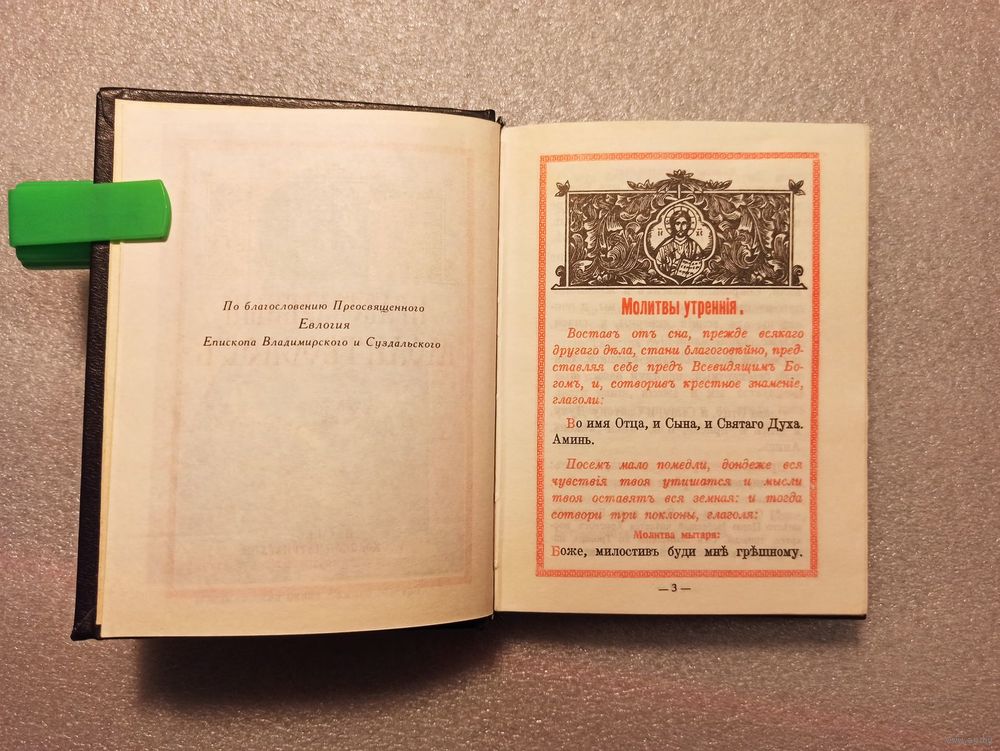 По благословению Преосвященного
Евлогия
Епископа Владимирского и Суздальского
Молитвы утреннія.
Воставъ отъ сна, прежде всякаго
другаго дѣла, стани благоговѣйно, пред-
ставляя себе предъ Всевидящимъ Бо-
гомъ, и, сотворивъ крестное знаменіе,
глаголи:
Во имя Отца, и Сына, и Святаго Духа.
Аминь.
Посемъ мало помедли, дондеже вся
чувствія твоя утишатся и мысли
твоя оставятъ вся земная: и тогда
сотвори три поклоны, глаголя:
Молитва мытаря:
Боже, милостивъ буди мнѣ грѣшному.
— 3 —